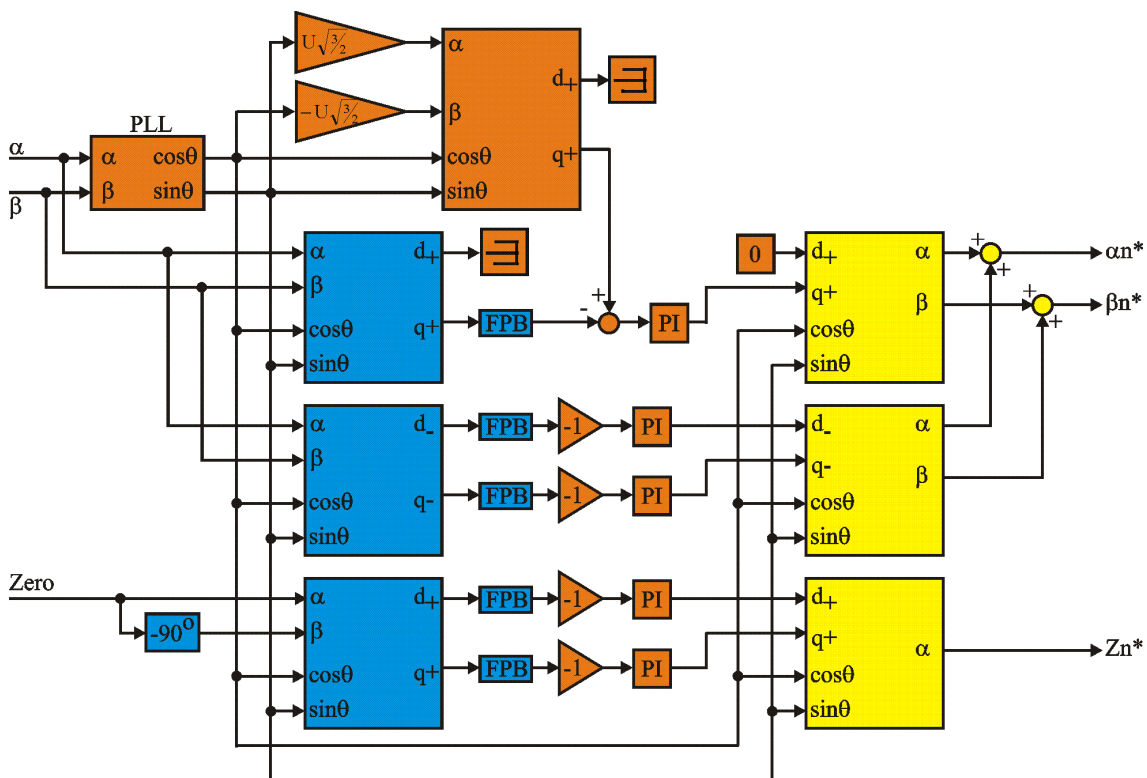 U√3/2
α
d+
-U√3/2
β
PLL
q+
α
α
cosθ
cosθ
β
β
sinθ
sinθ
α
d+
0
d+
α
+
+
αn*
β
+
q+
β
+
βn*
q+
FPB
-
PI
+
cosθ
cosθ
sinθ
sinθ
α
d-
FPB
-1
PI
d-
α
β
q-
q-
FPB
-1
PI
β
cosθ
cosθ
sinθ
sinθ
Zero
α
d+
FPB
-1
PI
d+
-90°
β
q+
q+
FPB
-1
PI
α
Zn*
cosθ
cosθ
sinθ
sinθ